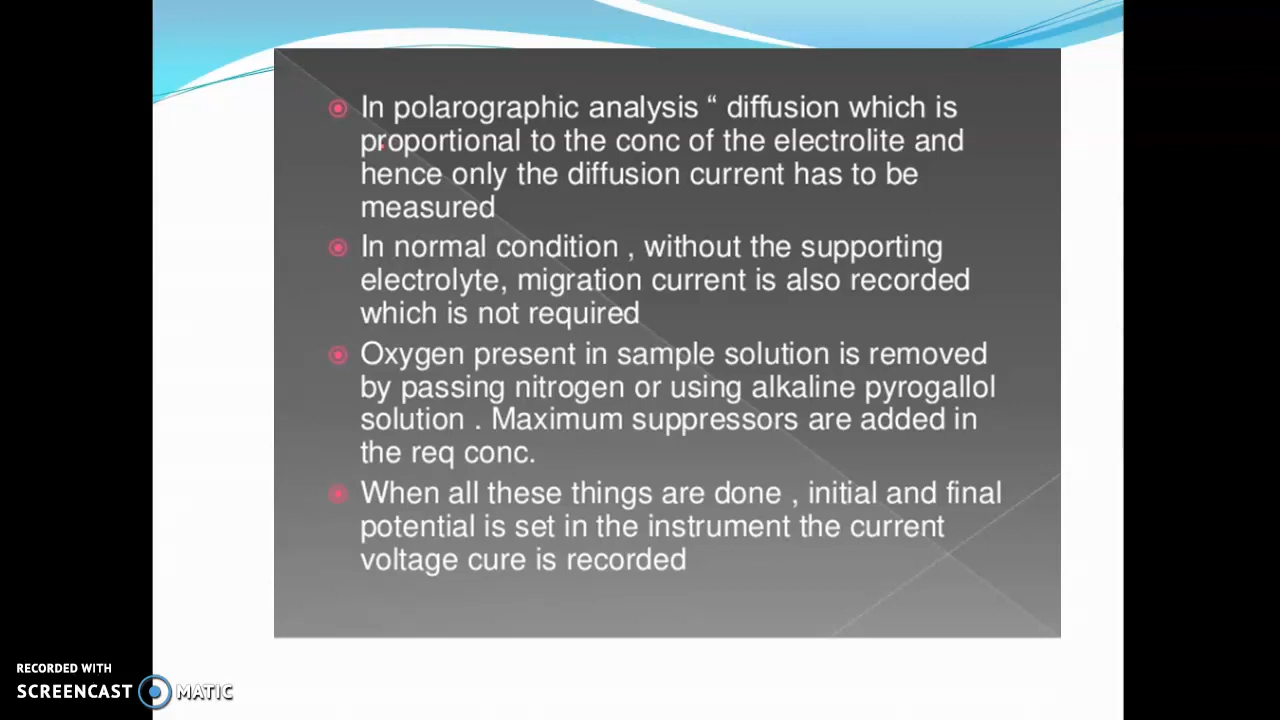 In polarographic analysis “ diffusion which is
proportional to the conc of the electrolite and
hence only the diffusion current has to be
measured
In normal condition , without the supporting
electrolyte, migration current is also recorded
which is not required
Oxygen present in sample solution is removed
by passing nitrogen or using alkaline pyrogallol
solution . Maximum suppressors are added in
the req conc.
When all these things are done , initial and final
potential is set in the instrument the current
voltage cure is recorded
RECORDED WITH
SCREENCAST MATIC